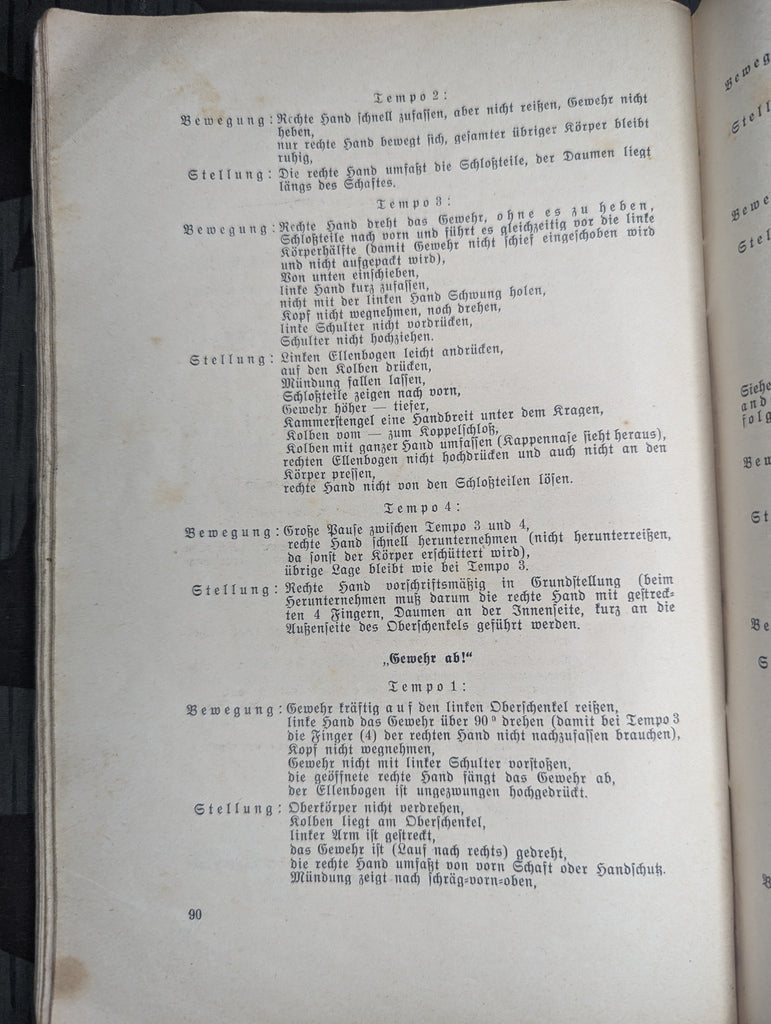 Tempo 2:
Bewegung: Rechte Hand schnell zufassen, aber nicht reißen, Gewehr nicht
heben,
nur rechte Hand bewegt sich, gesamter übriger Körper bleibt
ruhig,
Stellung: Die rechte Hand umfaßt die Schloßteile, der Daumen liegt
längs des Schaftes.
Tempo 3:
Bewegung: Rechte Hand dreht das Gewehr, ohne es zu heben,
Schloßteile nach vorn und führt es gleichzeitig vor die linke
Körperhälfte (damit Gewehr nicht schief eingeschoben wird
und nicht aufgepackt wird),
Von unten einschieben,
linke Hand kurz zufassen,
nicht mit der linken Hand Schwung holen,
Kopf nicht wegnehmen, noch drehen,
linke Schulter nicht vordrücken,
Schulter nicht hochziehen.
Stellung: Linken Ellenbogen leicht andrücken,
auf den Kolben drücken,
Mündung fallen lassen,
Schloßteile zeigen nach vorn,
Gewehr höher — tiefer,
Kammerstengel eine Handbreit unter dem Kragen,
Kolben vom — zum Koppelschloß,
Kolben mit ganzer Hand umfassen (Kappennase sieht heraus),
rechten Ellenbogen nicht hochdrücken und auch nicht an den
Körper pressen,
rechte Hand nicht von den Schloßteilen lösen.
Tempo 4:
Bewegung: Große Pause zwischen Tempo 3 und 4,
rechte Hand schnell herunternehmen (nicht herunterreißen,
da sonst der Körper erschüttert wird),
übrige Lage bleibt wie bei Tempo 3.
Stellung: Rechte Hand vorschriftsmäßig in Grundstellung (beim
Herunternehmen muß darum die rechte Hand mit gestreck-
ten 4 Fingern, Daumen an der Innenseite, kurz an die
Außenseite des Oberschenkels geführt werden.
„Gewehr ab!“
Tempo 1:
Bewegung: Gewehr kräftig auf den linken Oberschenkel reißen,
linke Hand das Gewehr über 90° drehen (damit bei Tempo 3
die Finger (4) der rechten Hand nicht nachzufassen brauchen),
Kopf nicht wegnehmen,
Gewehr nicht mit linker Schulter vorstoßen,
die geöffnete rechte Hand fängt das Gewehr ab,
der Ellenbogen ist ungezwungen hochgedrückt.
Stellung: Oberkörper nicht verdrehen,
Kolben liegt am Oberschenkel,
linker Arm ist gestreckt,
das Gewehr ist (Lauf nach rechts) gedreht,
die rechte Hand umfaßt von vorn Schaft oder Handschutz.
Mündung zeigt nach schräg-vorn-oben,
90
Siehe
and
folg